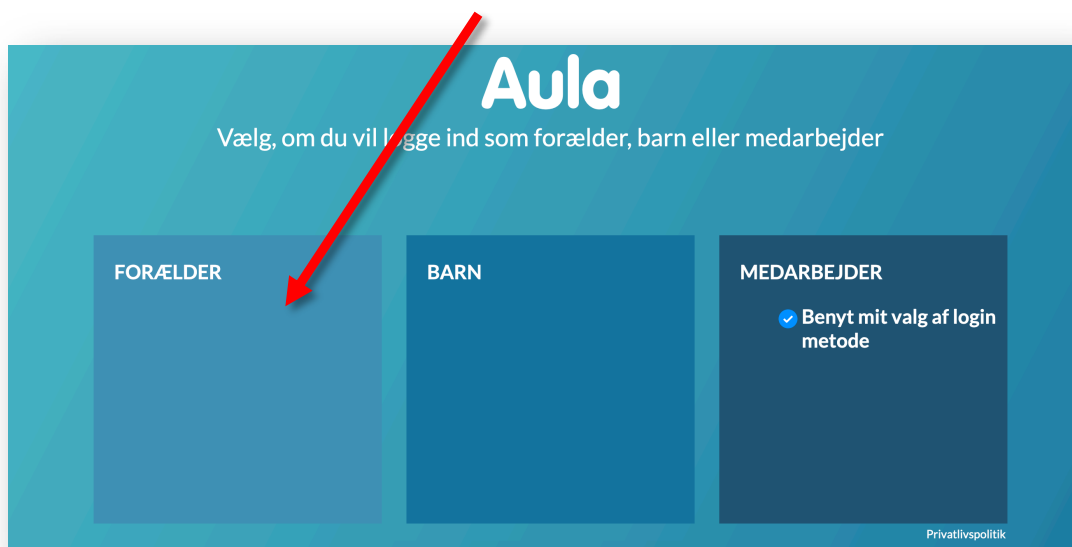 Aula
Vælg, om du vil logge ind som forælder, barn eller medarbejder
FORÆLDER
BARN
MEDARBEJDER
Benyt mit valg af login
metode
Privatlivspolitik